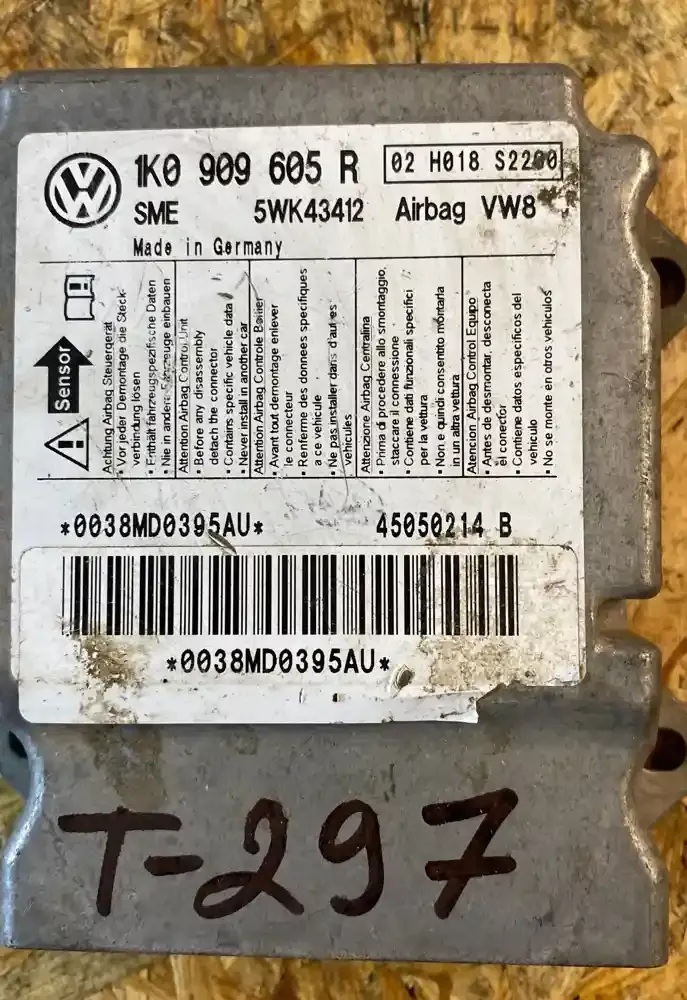 1K0 909 605 R
02 H018 S2200
SME 5WK43412 Airbag VW8
Made in Germany
Sensor
Achtung Airbag Steuergerät
• Vor jeder Demontage die Steck-
verbindung lösen
• Enthält fahrzeugspezifische Daten
• Nie in andere Fahrzeuge einbauen
Attention Airbag Control Unit
• Before any disassembly
detach the connector
• Contains specific vehicle data
• Never install in another car
Attention Airbag Controle Boitier
• Avant tout demontage enlever
le connecteur
• Renferme des donnees specifiques
a ce vehicule
• Ne pas installer dans d'autres
vehicules
Attenzione Airbag Centralina
• Prima di procedere allo smontaggio,
staccare il connessione
• Contiene dati funzionali specifici
per la vettura
• Non e quindi consentito montarla
in un altra vettura
Atencion Airbag Control Equipo
• Antes de desmontar, desconecta
el conector
• Contiene datos especificos del
vehiculo
• No se monte en otros vehiculos
*0038MD0395AU* 45050214 B
*0038MD0395AU*
T-297